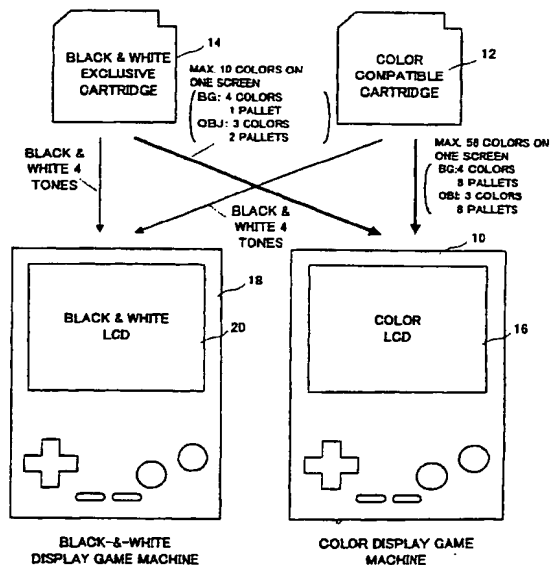 BLACK & WHITE
EXCLUSIVE
CARTRIDGE
14
MAX. 10 COLORS ON
ONE SCREEN
BG: 4 COLORS
1 PALLET
OBJ: 3 COLORS
2 PALLETS
COLOR
COMPATIBLE
CARTRIDGE
12
BLACK &
WHITE 4
TONES
BLACK &
WHITE 4
TONES
MAX. 56 COLORS ON
ONE SCREEN
BG:4 COLORS
8 PALLETS
OBJ: 3 COLORS
8 PALLETS
10
18
BLACK & WHITE
LCD
20
COLOR
LCD
16
BLACK-&-WHITE
DISPLAY GAME MACHINE
COLOR DISPLAY GAME
MACHINE